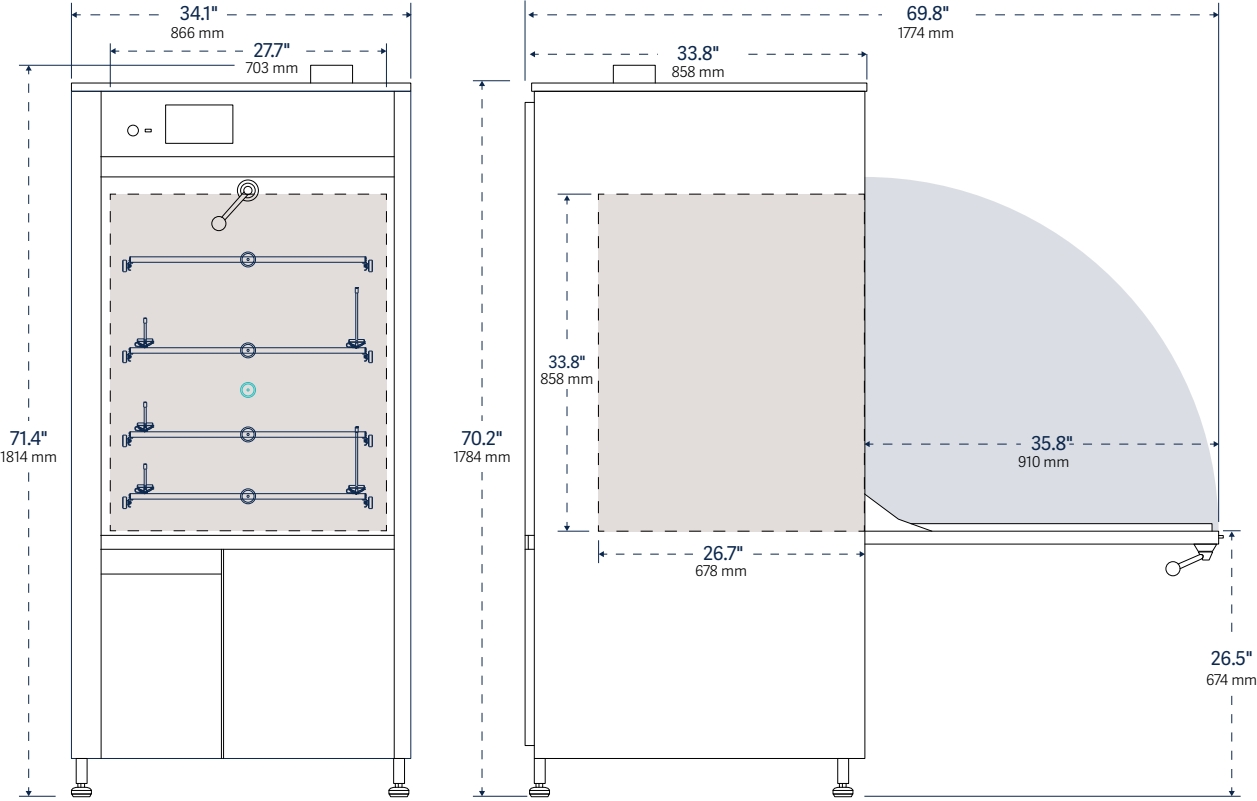 34.1"
866 mm
27.7"
703 mm
69.8"
1774 mm
33.8"
858 mm
33.8"
858 mm
71.4"
1814 mm
70.2"
1784 mm
35.8"
910 mm
26.7"
678 mm
26.5"
674 mm